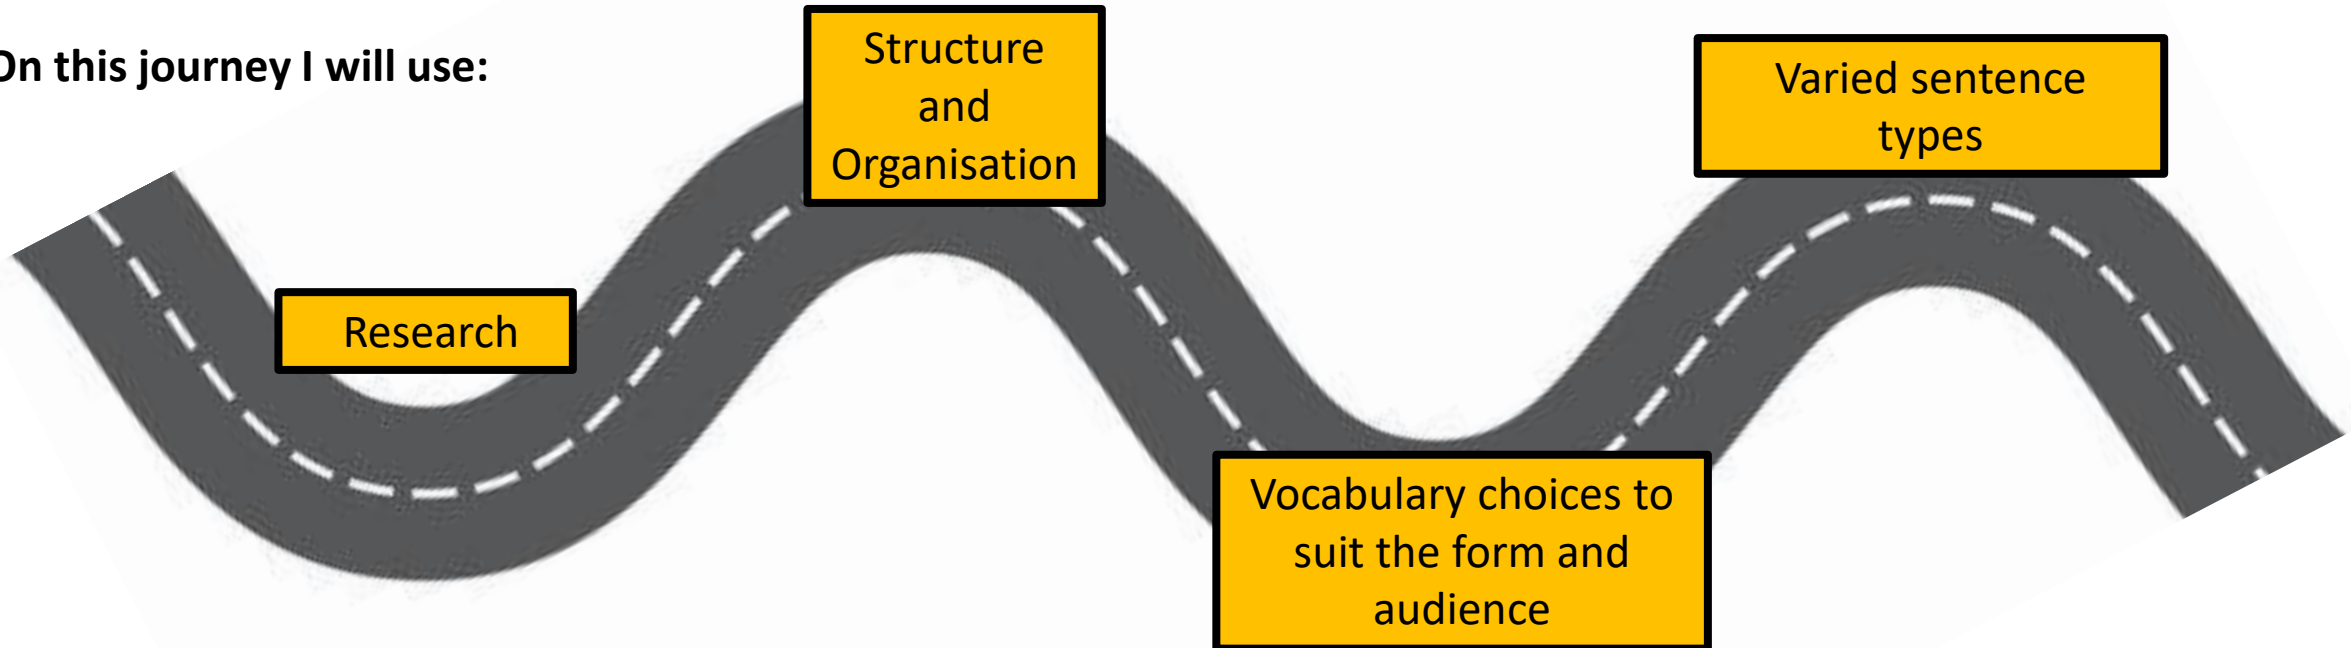 On this journey I will use:
Research
Structure
and
Organisation
Vocabulary choices to
suit the form and
audience
Varied sentence
types